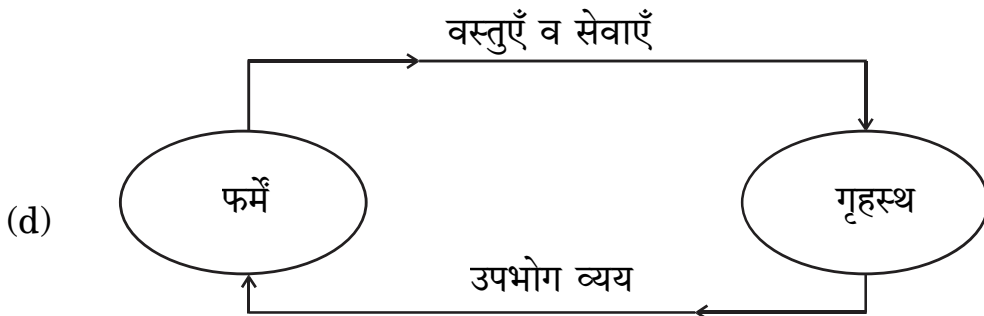 वस्तुएँ व सेवाएँ
(d)
फर्में
गृहस्थ
उपभोग व्यय